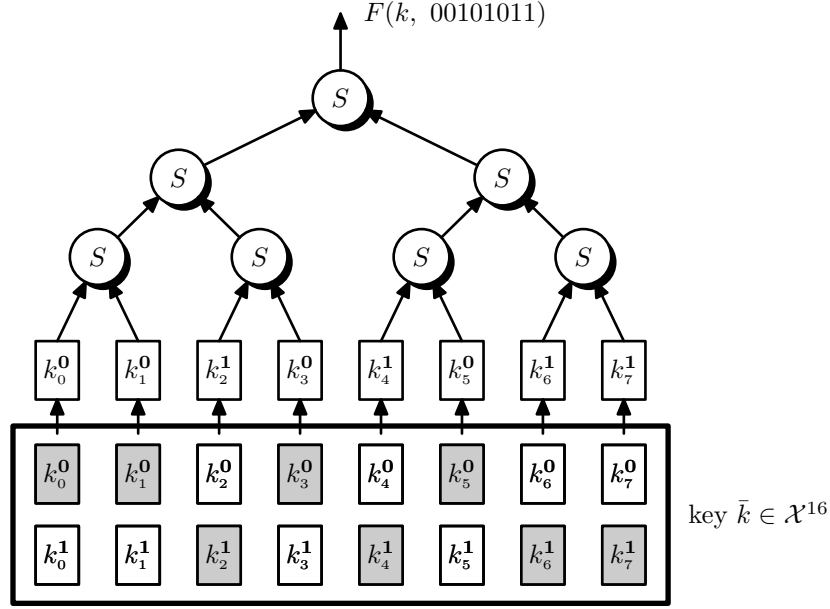 F(k, 00101011)
S
S S
S S S S
k₀⁰ k₁⁰ k₂¹ k₃⁰ k₄¹ k₅⁰ k₆¹ k₇¹
k₀⁰ k₁⁰ k₂⁰ k₃⁰ k₄⁰ k₅⁰ k₆⁰ k₇⁰
key k̄ ∈ 𝒳¹⁶
k₀¹ k₁¹ k₂¹ k₃¹ k₄¹ k₅¹ k₆¹ k₇¹